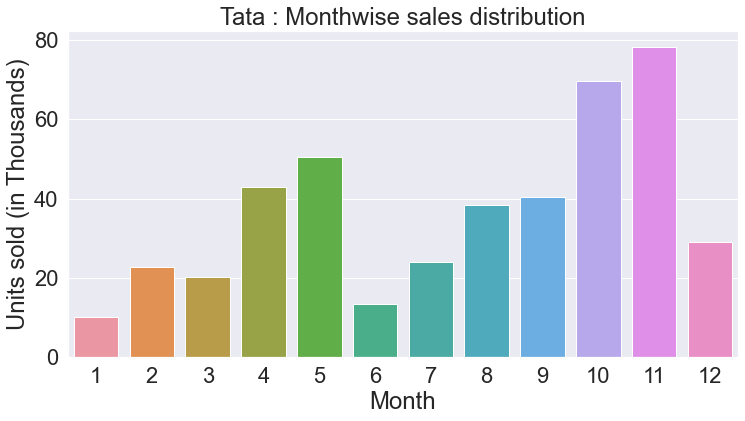 Tata : Monthwise sales distribution
Units sold (in Thousands)
80
60
40
20
0
1 2 3 4 5 6 7 8 9 10 11 12
Month